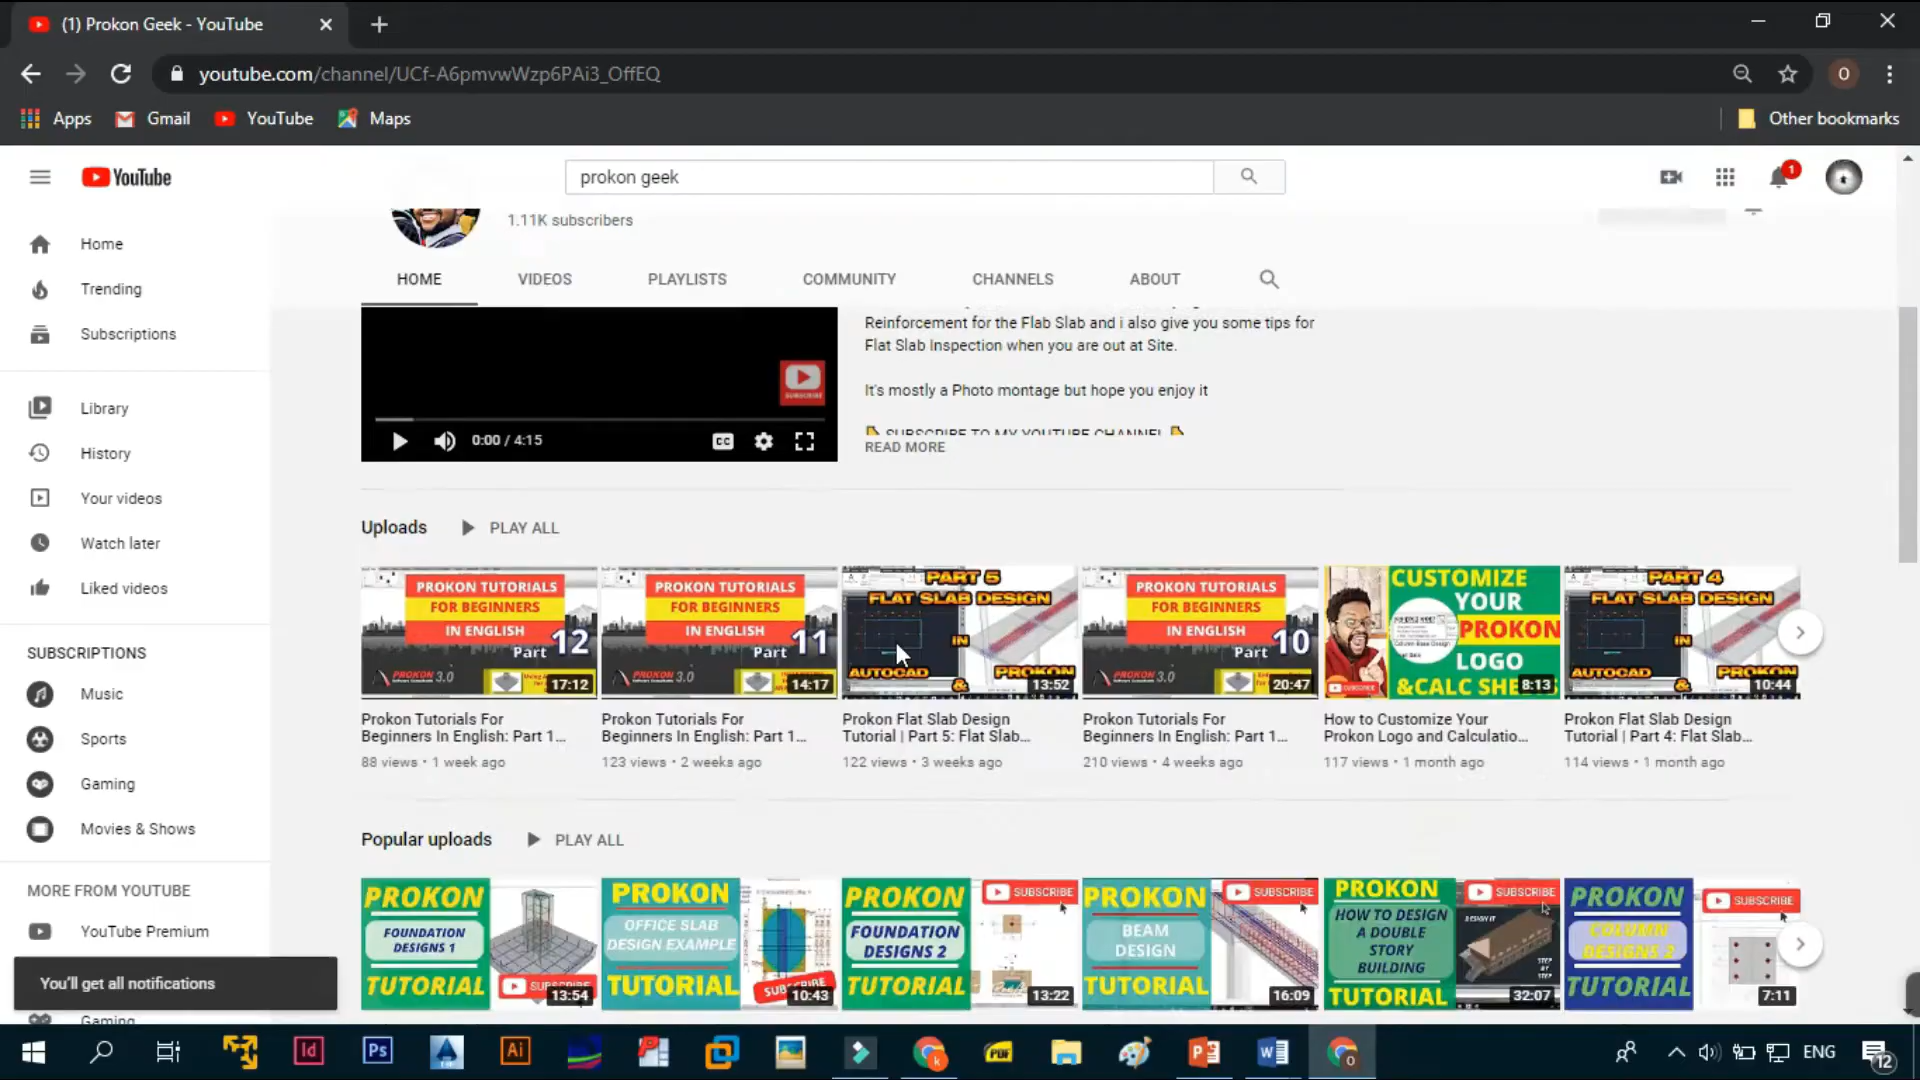 (1) Prokon Geek - YouTube
youtube.com/channel/UCf-A6pmvwWzp6PAi3_OffEQ
O
Apps
Gmail
YouTube
Maps
Other bookmarks
YouTube
prokon geek
1
1.11K subscribers
HOME
VIDEOS
PLAYLISTS
COMMUNITY
CHANNELS
ABOUT
Home
Trending
Subscriptions
Library
History
Your videos
Watch later
Liked videos
SUBSCRIPTIONS
Music
Sports
Gaming
Movies & Shows
MORE FROM YOUTUBE
YouTube Premium
You'll get all notifications
Gaming
Reinforcement for the Flab Slab and i also give you some tips for
Flat Slab Inspection when you are out at Site.
It's mostly a Photo montage but hope you enjoy it
SUBSCRIBE TO MY YOUTUBE CHANNEL
READ MORE
SUBSCRIBE
0:00 / 4:15
CC
Uploads
PLAY ALL
PROKON TUTORIALS
FOR BEGINNERS
IN ENGLISH
Part 12
PROKON 3.0
17:12
Prokon Tutorials For
Beginners In English: Part 1...
88 views • 1 week ago
PROKON TUTORIALS
FOR BEGINNERS
IN ENGLISH
Part 11
PROKON 3.0
14:17
Prokon Tutorials For
Beginners In English: Part 1...
123 views • 2 weeks ago
PART 5
FLAT SLAB DESIGN
IN
AUTOCAD
&
PROKON
13:52
Prokon Flat Slab Design
Tutorial | Part 5: Flat Slab...
122 views • 3 weeks ago
PROKON TUTORIALS
FOR BEGINNERS
IN ENGLISH
Part 10
PROKON 3.0
20:47
Prokon Tutorials For
Beginners In English: Part 1...
210 views • 4 weeks ago
CUSTOMIZE
YOUR
PROKON
LOGO
&CALC SHE
8:13
How to Customize Your
Prokon Logo and Calculatio...
117 views • 1 month ago
PART 4
FLAT SLAB DESIGN
IN
AUTOCAD
&
PROKON
10:44
Prokon Flat Slab Design
Tutorial | Part 4: Flat Slab...
114 views • 1 month ago
Popular uploads
PLAY ALL
PROKON
FOUNDATION
DESIGNS 1
TUTORIAL
SUBSCRIBE
13:54
PROKON
OFFICE SLAB
DESIGN EXAMPLE
TUTORIAL
10:43
PROKON
FOUNDATION
DESIGNS 2
TUTORIAL
SUBSCRIBE
13:22
PROKON
BEAM
DESIGN
TUTORIAL
SUBSCRIBE
16:09
PROKON
HOW TO DESIGN
A DOUBLE
STORY
BUILDING
TUTORIAL
SUBSCRIBE
DESIGN IT
STEP
BY
STEP
32:07
PROKON
COLUMN
DESIGNS 2
TUTORIAL
SUBSCRIBE
7:11
Id
Ps
Ai
PDF
ENG
12